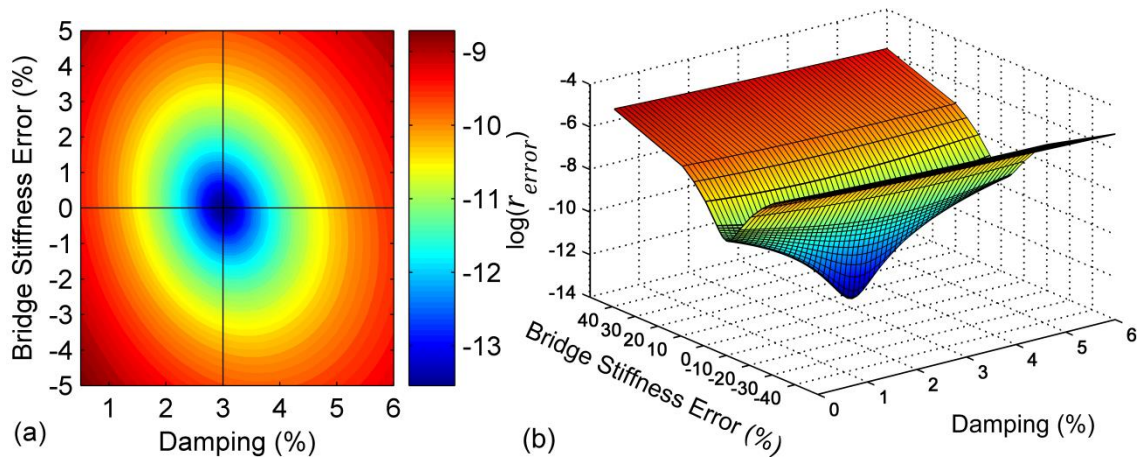 5
4
3
2
1
0
-1
-2
-3
-4
-5
Bridge Stiffness Error (%)
1 2 3 4 5 6
Damping (%)
(a)
-9
-10
-11
-12
-13
log(r_error)
-4
-6
-8
-10
-12
-14
40 30 20 10 0 -10 -20 -30 -40
Bridge Stiffness Error (%)
0 1 2 3 4 5 6
Damping (%)
(b)